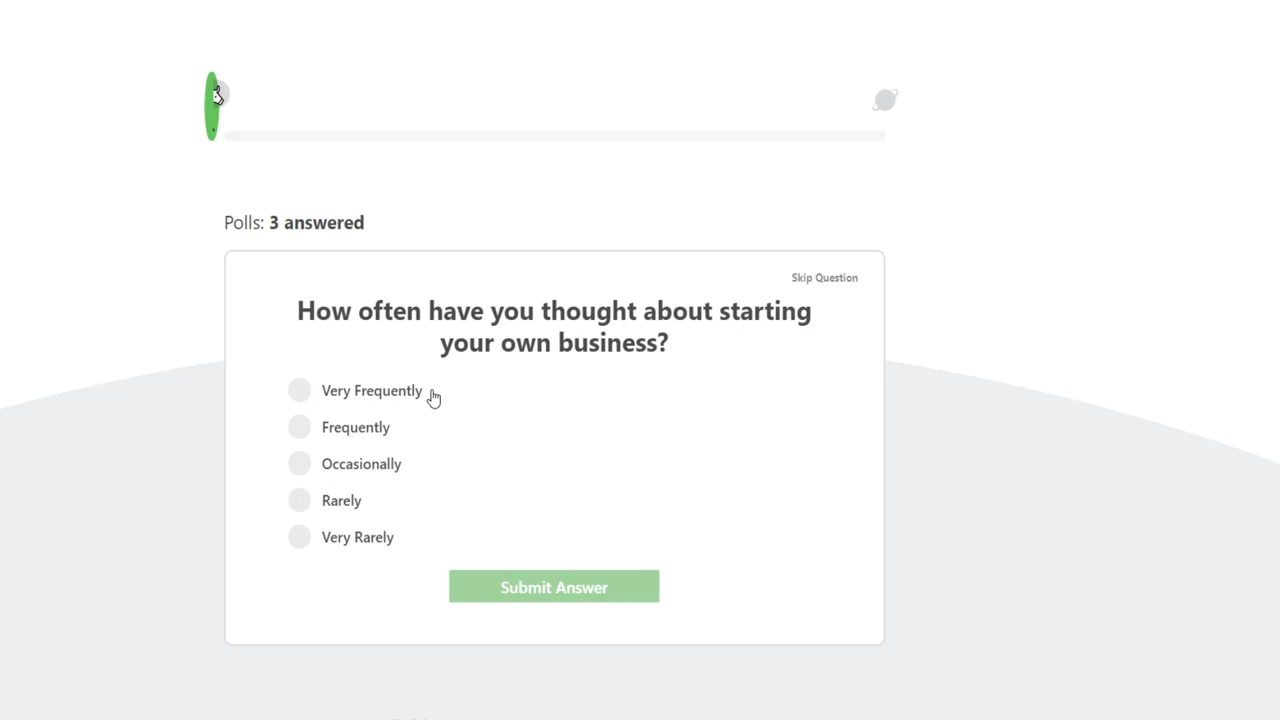 Polls: 3 answered
Skip Question
How often have you thought about starting
your own business?
Very Frequently
Frequently
Occasionally
Rarely
Very Rarely
Submit Answer